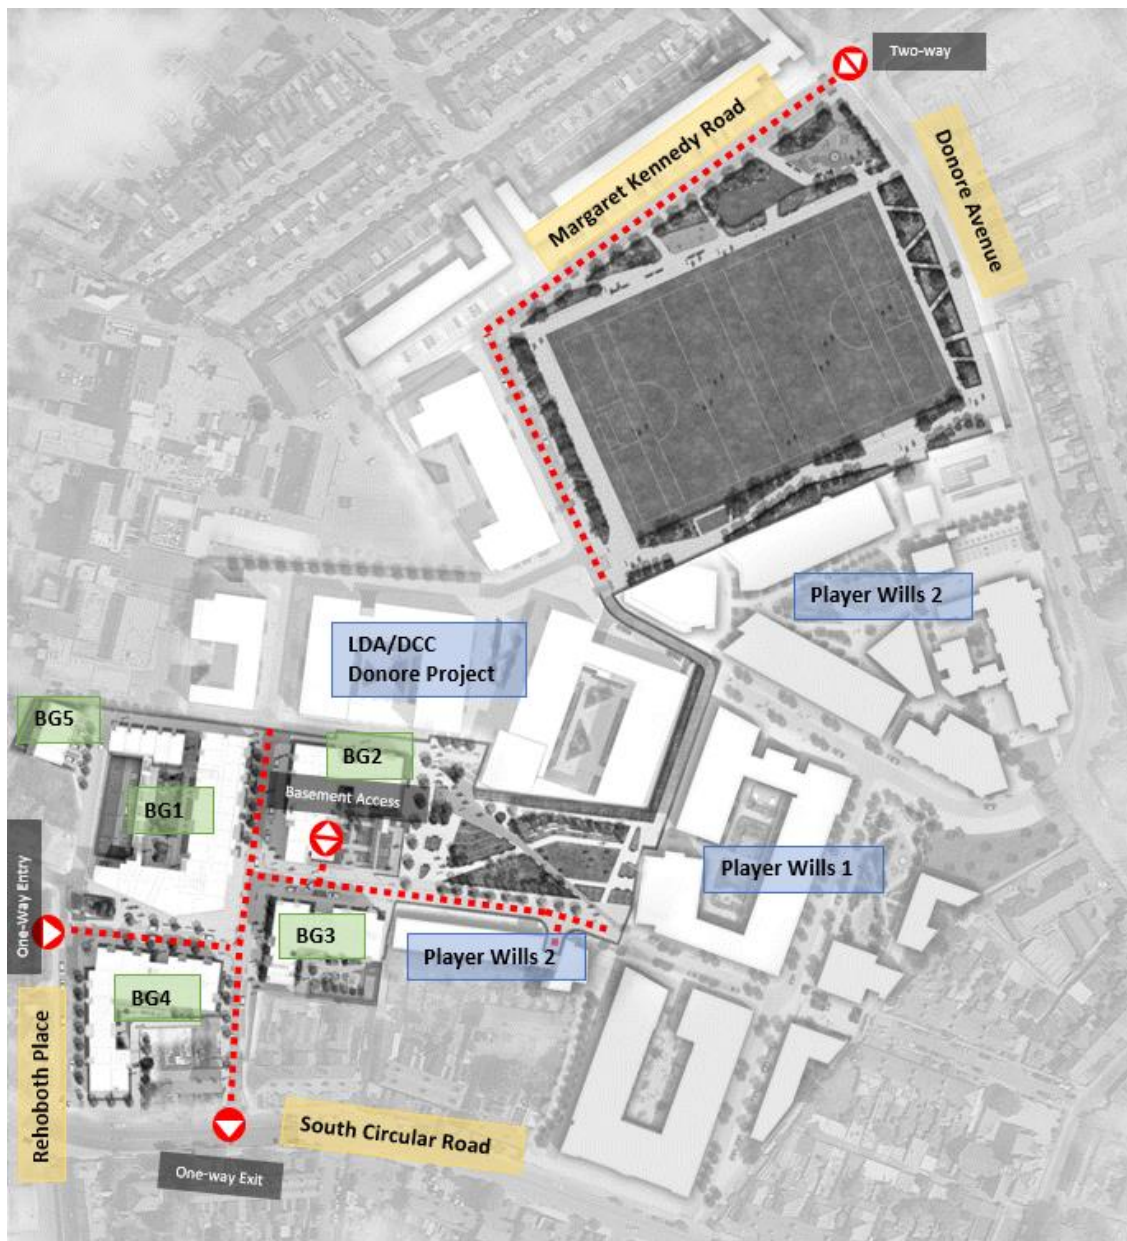 Two-way
Margaret Kennedy Road
Donore Avenue
Player Wills 2
LDA/DCC
Donore Project
BG5
BG2
Basement Access
BG1
Player Wills 1
One-Way Entry
BG3
Player Wills 2
BG4
Rehoboth Place
South Circular Road
One-way Exit